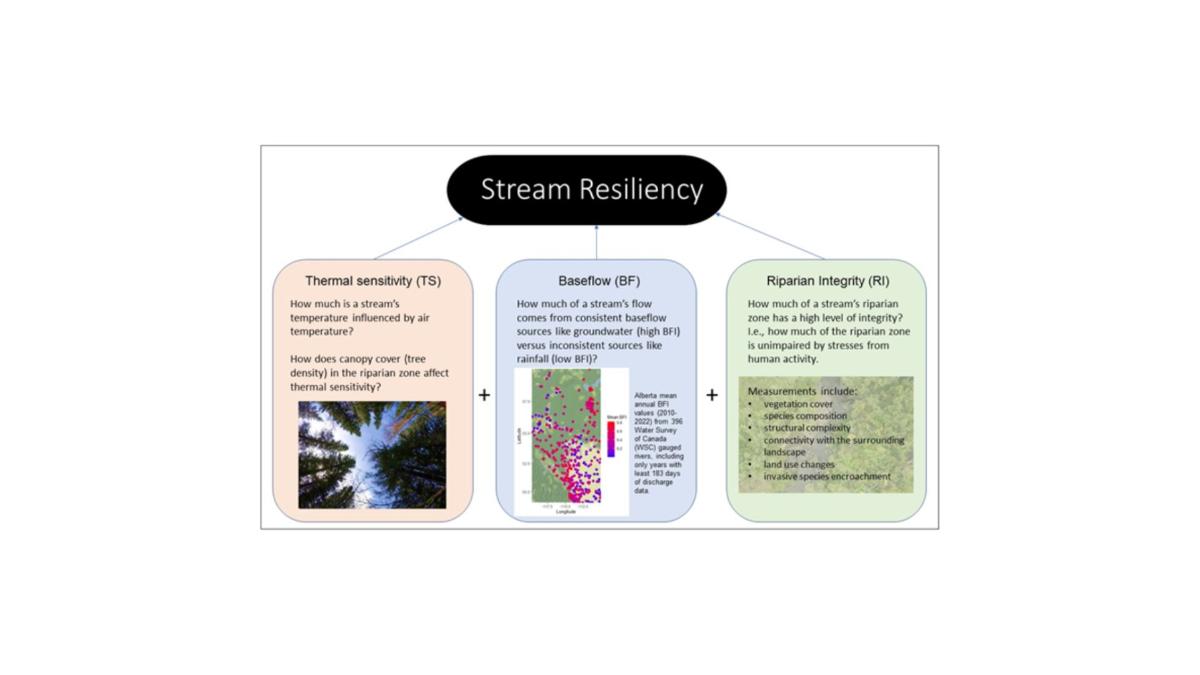 Stream Resiliency
Thermal sensitivity (TS)
How much is a stream's
temperature influenced by air
temperature?
How does canopy cover (tree
density) in the riparian zone affect
thermal sensitivity?
+
Baseflow (BF)
How much of a stream's flow
comes from consistent baseflow
sources like groundwater (high BFI)
versus inconsistent sources like
rainfall (low BFI)?
Latitude
Longitude
Mean BFI
Alberta mean
annual BFI
values (2010-
2022) from 396
Water Survey
of Canada
(WSC) gauged
rivers, including
only years with
least 183 days
of discharge
data.
+
Riparian Integrity (RI)
How much of a stream's riparian
zone has a high level of integrity?
I.e., how much of the riparian zone
is unimpaired by stresses from
human activity.
Measurements include:
• vegetation cover
• species composition
• structural complexity
• connectivity with the surrounding
landscape
• land use changes
• invasive species encroachment